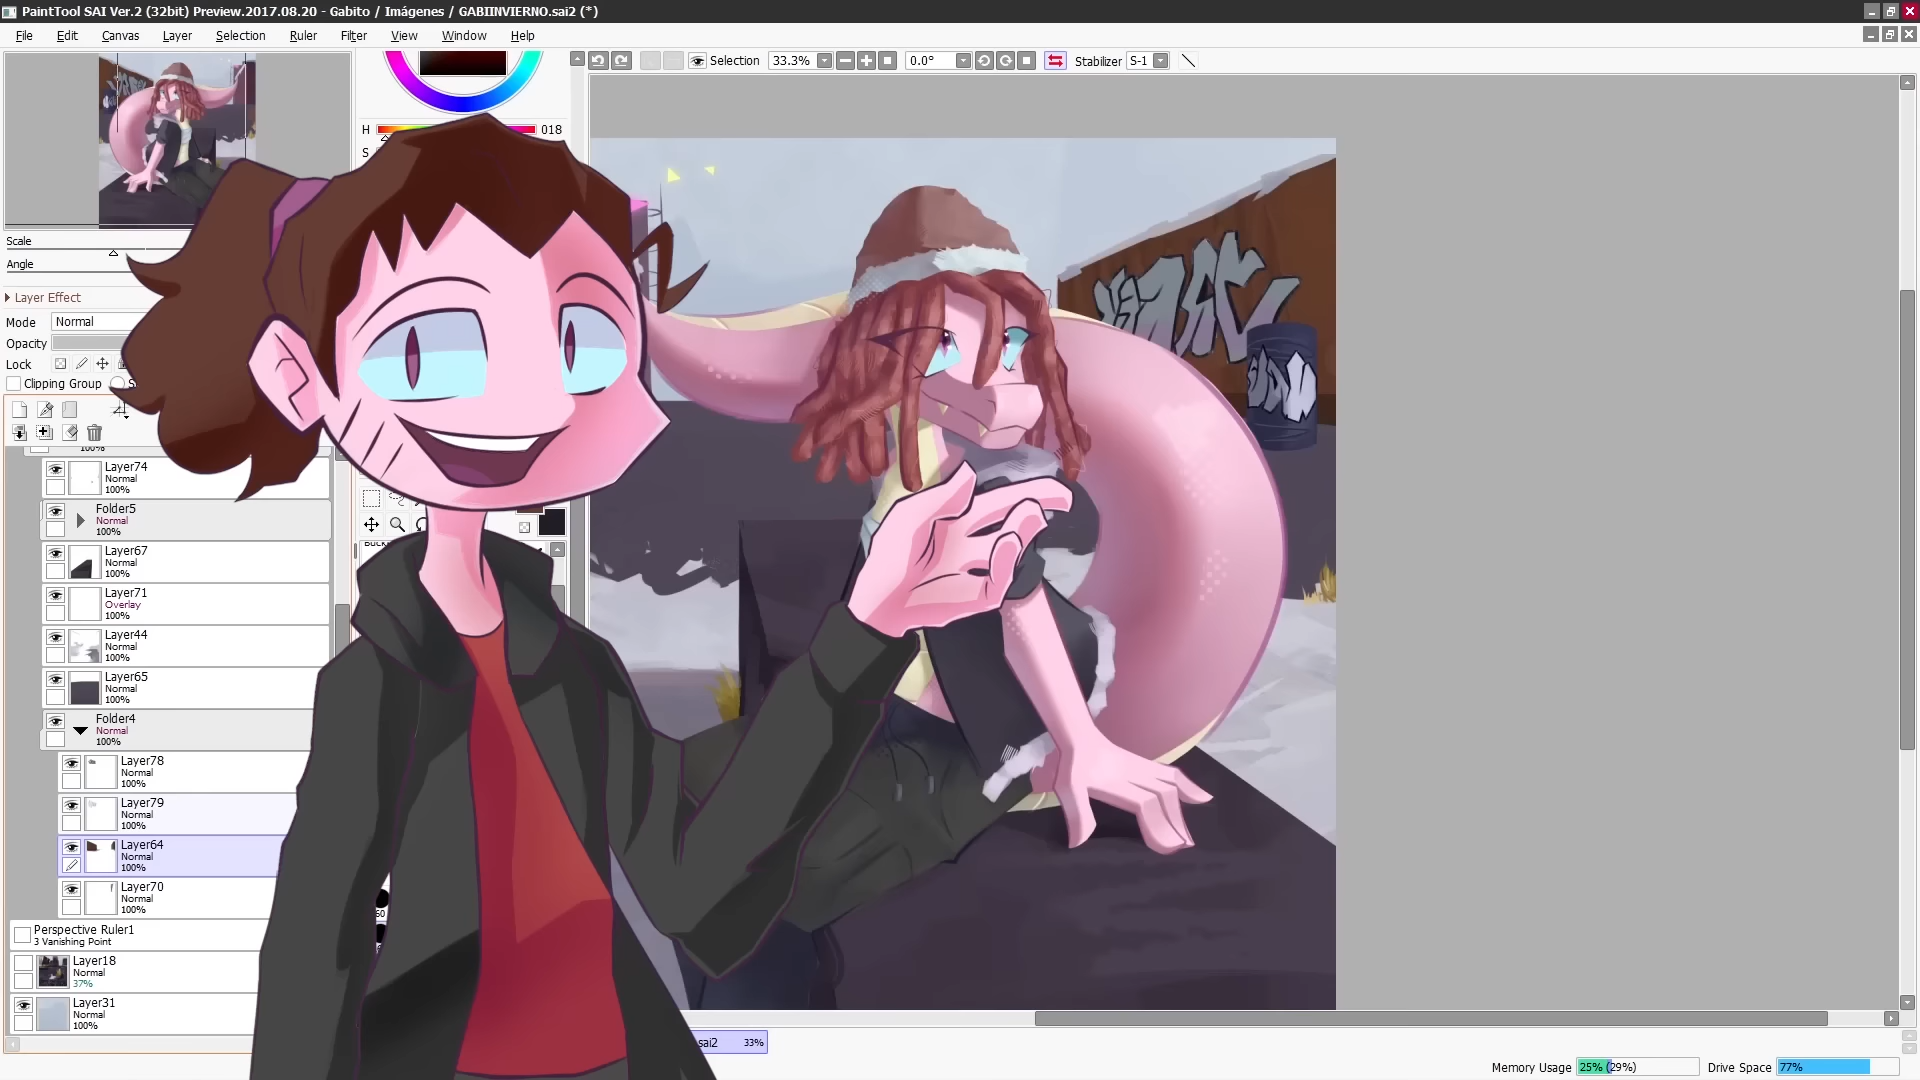 PaintTool SAI Ver.2 (32bit) Preview.2017.08.20 - Gabito / Imágenes / GABIINVIERNO.sai2 (*)
File Edit Canvas Layer Selection Ruler Filter View Window Help
Selection 33.3% 0.0° Stabilizer S-1
H 018
S
Scale
Angle
Layer Effect
Mode Normal
Opacity
Lock
Clipping Group
100%
Layer74
Normal
100%
Folder5
Normal
100%
Layer67
Normal
100%
Layer71
Overlay
100%
Layer44
Normal
100%
Layer65
Normal
100%
Folder4
Normal
100%
Layer78
Normal
100%
Layer79
Normal
100%
Layer64
Normal
100%
Layer70
Normal
100%
Perspective Ruler1
3 Vanishing Point
Layer18
Normal
37%
Layer31
Normal
100%
60
sai2 33%
Memory Usage 25% (29%) Drive Space 77%